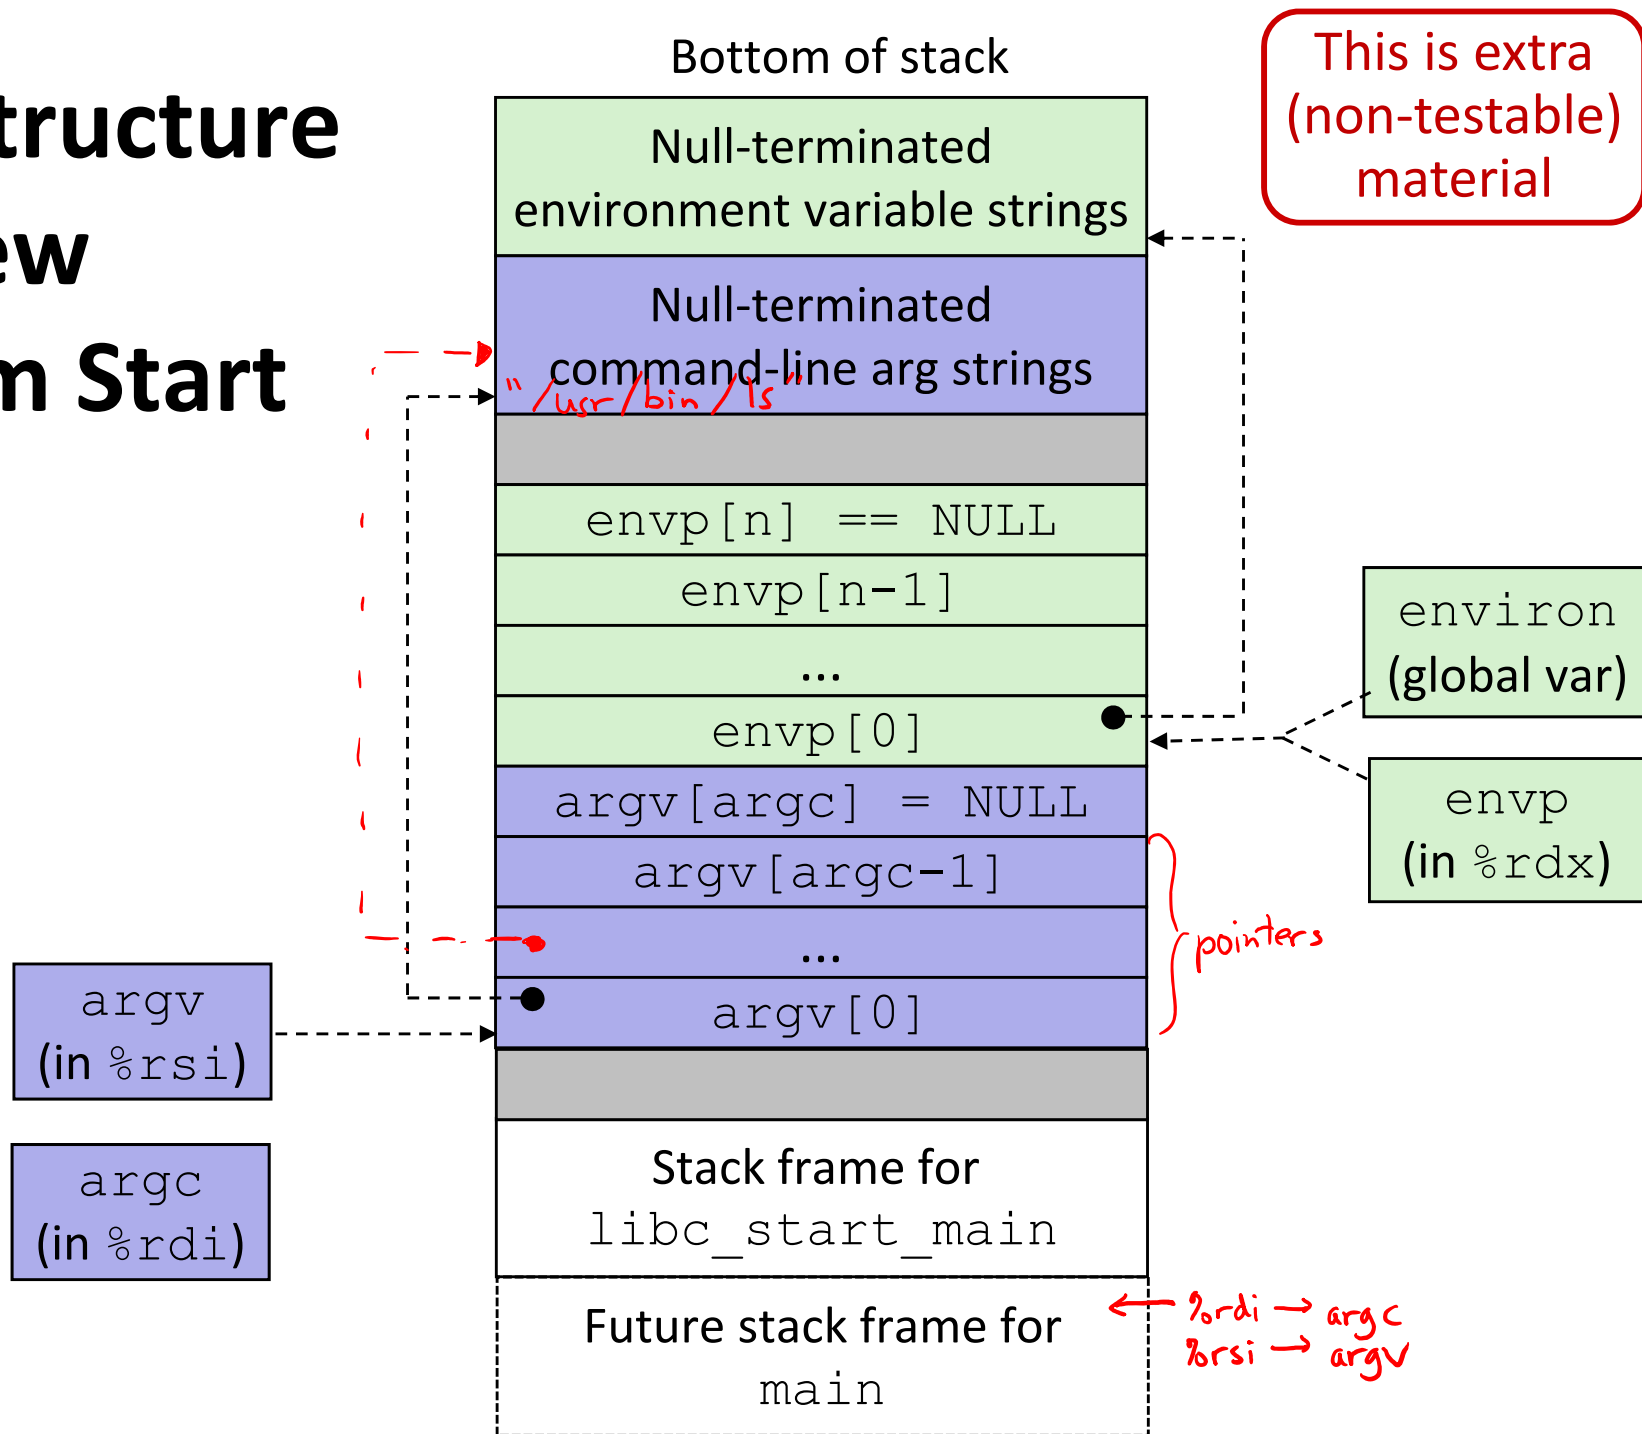 tructure
ew
m Start
Bottom of stack
This is extra
(non-testable)
material
Null-terminated
environment variable strings
Null-terminated
command-line arg strings
"/usr/bin/ls"
envp[n] == NULL
envp[n-1]
...
envp[0]
environ
(global var)
argv[argc] = NULL
envp
(in %rdx)
argv[argc-1]
...
pointers
argv[0]
argv
(in %rsi)
argc
(in %rdi)
Stack frame for
libc_start_main
Future stack frame for
main
← %rdi → argc
%rsi → argv